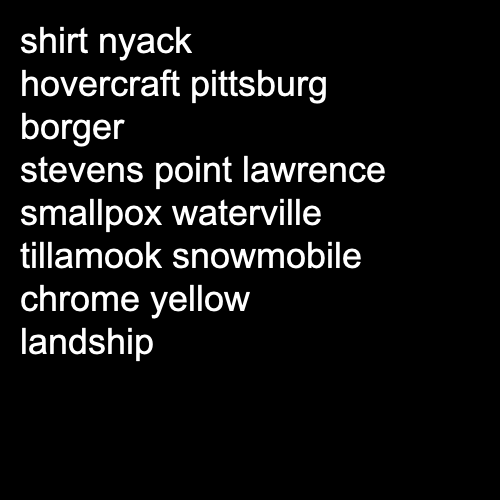 shirt nyack
hovercraft pittsburg
borger
stevens point lawrence
smallpox waterville
tillamook snowmobile
chrome yellow
landship